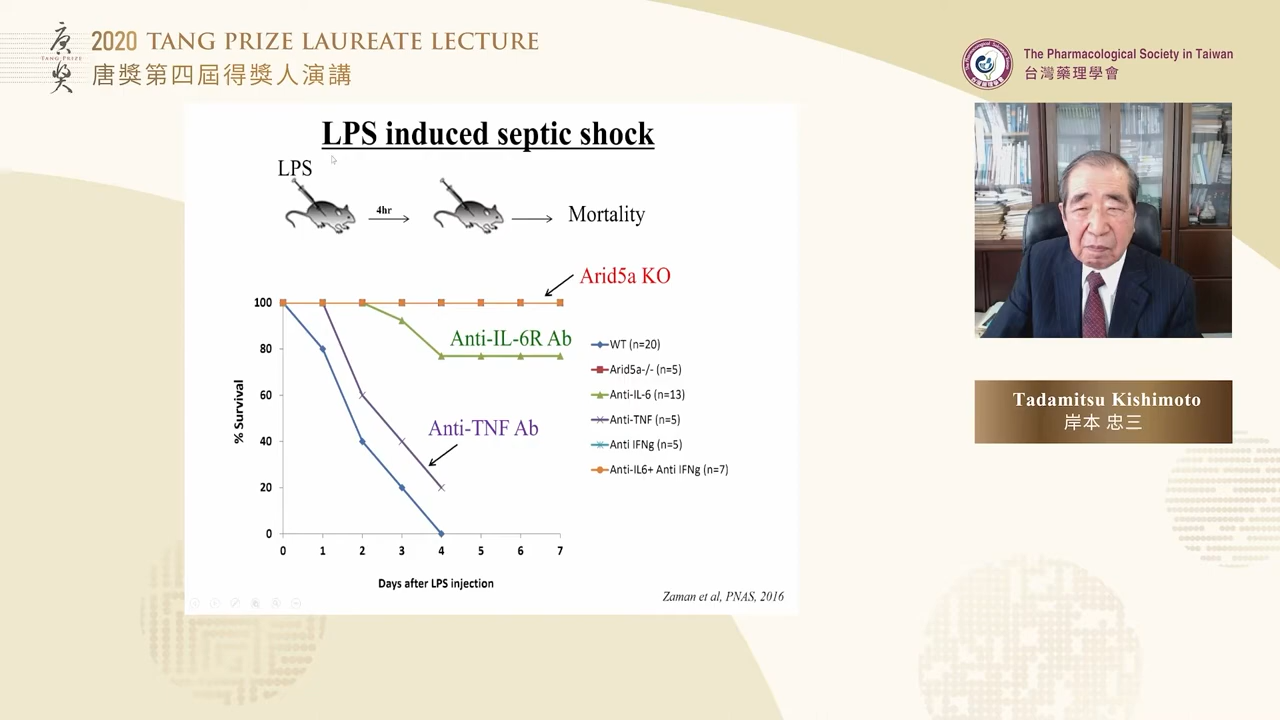 2020 TANG PRIZE LAUREATE LECTURE
唐獎第四屆得獎人演講
唐獎
TANG PRIZE
The Pharmacological Society in Taiwan
台灣藥理學會
LPS induced septic shock
LPS
4hr
Mortality
Arid5a KO
Anti-IL-6R Ab
Anti-TNF Ab
% Survival
100
80
60
40
20
0
0 1 2 3 4 5 6 7
Days after LPS injection
WT (n=20)
Arid5a-/- (n=5)
Anti-IL-6 (n=13)
Anti-TNF (n=5)
Anti IFNg (n=5)
Anti-IL6+ Anti IFNg (n=7)
Zaman et al, PNAS, 2016
Tadamitsu Kishimoto
岸本 忠三